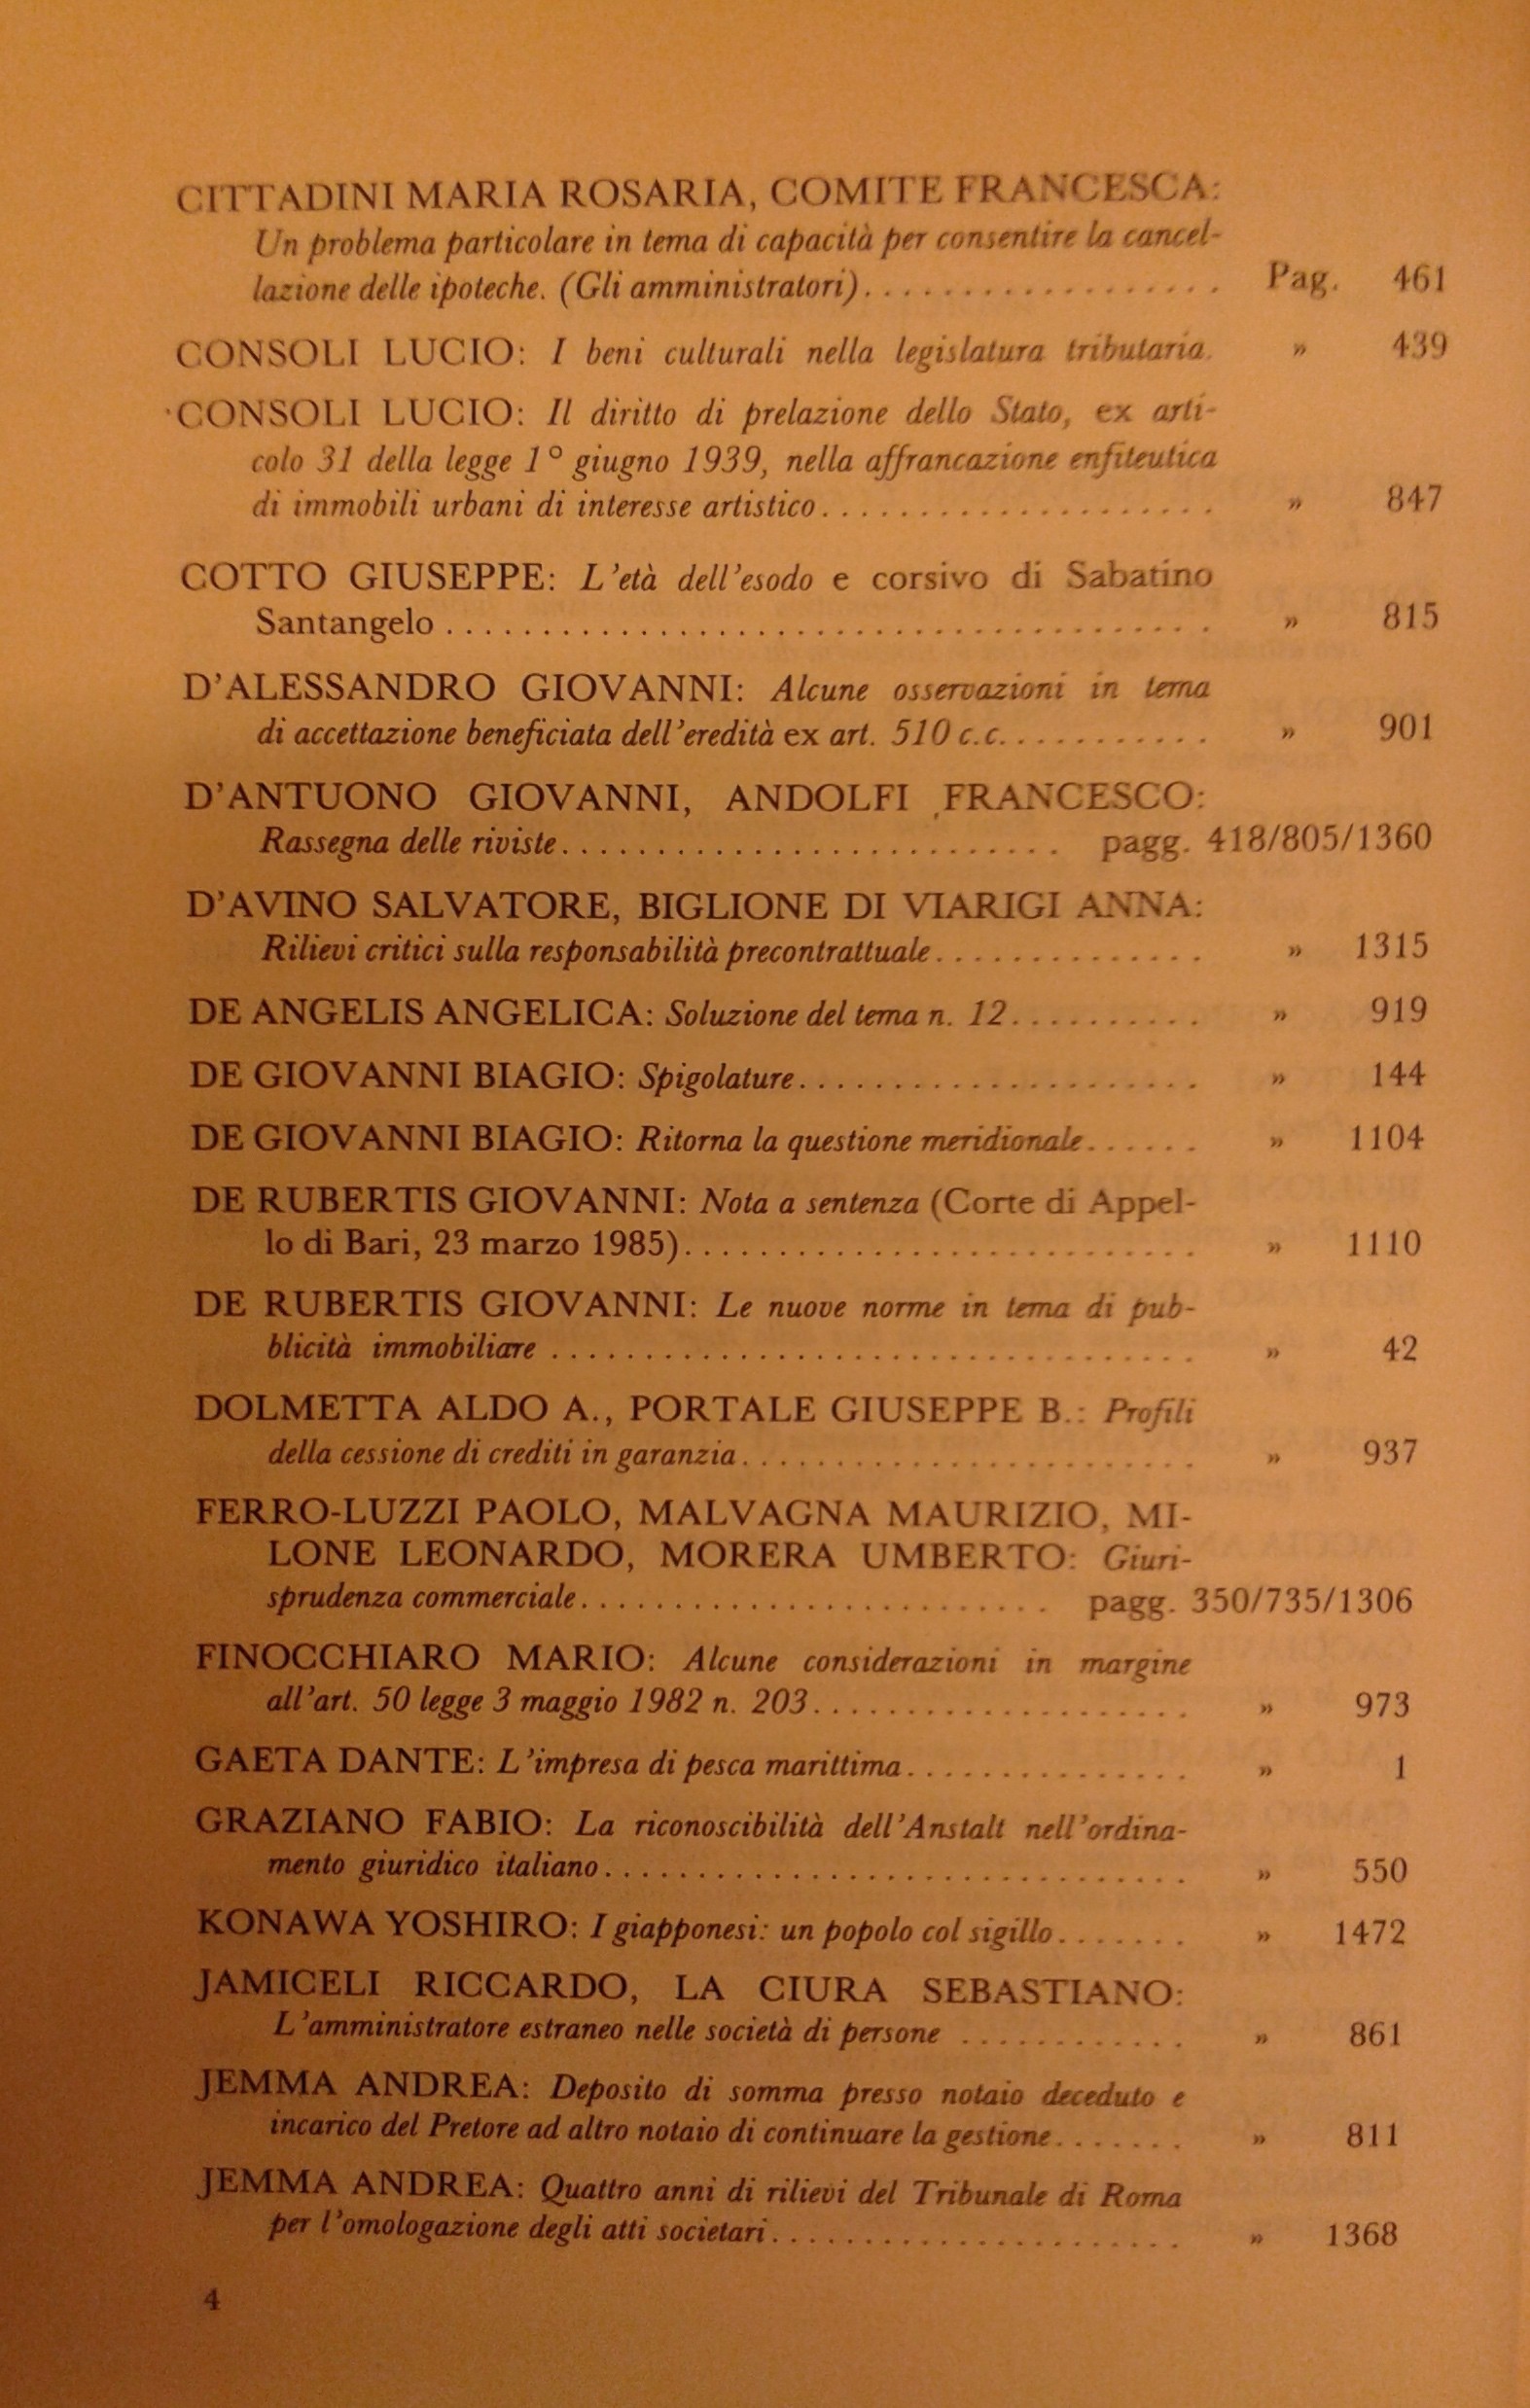 CITTADINI MARIA ROSARIA, COMITE FRANCESCA:
Un problema particolare in tema di capacità per consentire la cancel-
lazione delle ipoteche. (Gli amministratori) . . . . . . . . . . . . . . . . . . . Pag. 461
CONSOLI LUCIO: I beni culturali nella legislatura tributaria. » 439
CONSOLI LUCIO: Il diritto di prelazione dello Stato, ex arti-
colo 31 della legge 1° giugno 1939, nella affrancazione enfiteutica
di immobili urbani di interesse artistico . . . . . . . . . . . . . . . . . . . . . » 847
COTTO GIUSEPPE: L'età dell'esodo e corsivo di Sabatino
Santangelo . . . . . . . . . . . . . . . . . . . . . . . . . . . . . . . . . . . . . . . » 815
D'ALESSANDRO GIOVANNI: Alcune osservazioni in tema
di accettazione beneficiata dell'eredità ex art. 510 c.c. . . . . . . . . . . . » 901
D'ANTUONO GIOVANNI, ANDOLFI FRANCESCO:
Rassegna delle riviste . . . . . . . . . . . . . . . . . . . . . . . . . . pagg. 418/805/1360
D'AVINO SALVATORE, BIGLIONE DI VIARIGI ANNA:
Rilievi critici sulla responsabilità precontrattuale . . . . . . . . . . . . . . » 1315
DE ANGELIS ANGELICA: Soluzione del tema n. 12 . . . . . . . . . . » 919
DE GIOVANNI BIAGIO: Spigolature . . . . . . . . . . . . . . . . . . . . . » 144
DE GIOVANNI BIAGIO: Ritorna la questione meridionale . . . . . . » 1104
DE RUBERTIS GIOVANNI: Nota a sentenza (Corte di Appel-
lo di Bari, 23 marzo 1985) . . . . . . . . . . . . . . . . . . . . . . . . . . . » 1110
DE RUBERTIS GIOVANNI: Le nuove norme in tema di pub-
blicità immobiliare . . . . . . . . . . . . . . . . . . . . . . . . . . . . . . . . . . » 42
DOLMETTA ALDO A., PORTALE GIUSEPPE B.: Profili
della cessione di crediti in garanzia . . . . . . . . . . . . . . . . . . . . . . . . » 937
FERRO-LUZZI PAOLO, MALVAGNA MAURIZIO, MI-
LONE LEONARDO, MORERA UMBERTO: Giuri-
sprudenza commerciale . . . . . . . . . . . . . . . . . . . . . . . . . pagg. 350/735/1306
FINOCCHIARO MARIO: Alcune considerazioni in margine
all'art. 50 legge 3 maggio 1982 n. 203 . . . . . . . . . . . . . . . . . . . . » 973
GAETA DANTE: L'impresa di pesca marittima . . . . . . . . . . . . . . . » 1
GRAZIANO FABIO: La riconoscibilità dell'Anstalt nell'ordina-
mento giuridico italiano . . . . . . . . . . . . . . . . . . . . . . . . . . . . . . . » 550
KONAWA YOSHIRO: I giapponesi: un popolo col sigillo . . . . . . . » 1472
JAMICELI RICCARDO, LA CIURA SEBASTIANO:
L'amministratore estraneo nelle società di persone . . . . . . . . . . . . » 861
JEMMA ANDREA: Deposito di somma presso notaio deceduto e
incarico del Pretore ad altro notaio di continuare la gestione . . . . . . . » 811
JEMMA ANDREA: Quattro anni di rilievi del Tribunale di Roma
per l'omologazione degli atti societari . . . . . . . . . . . . . . . . . . . . . . » 1368
4